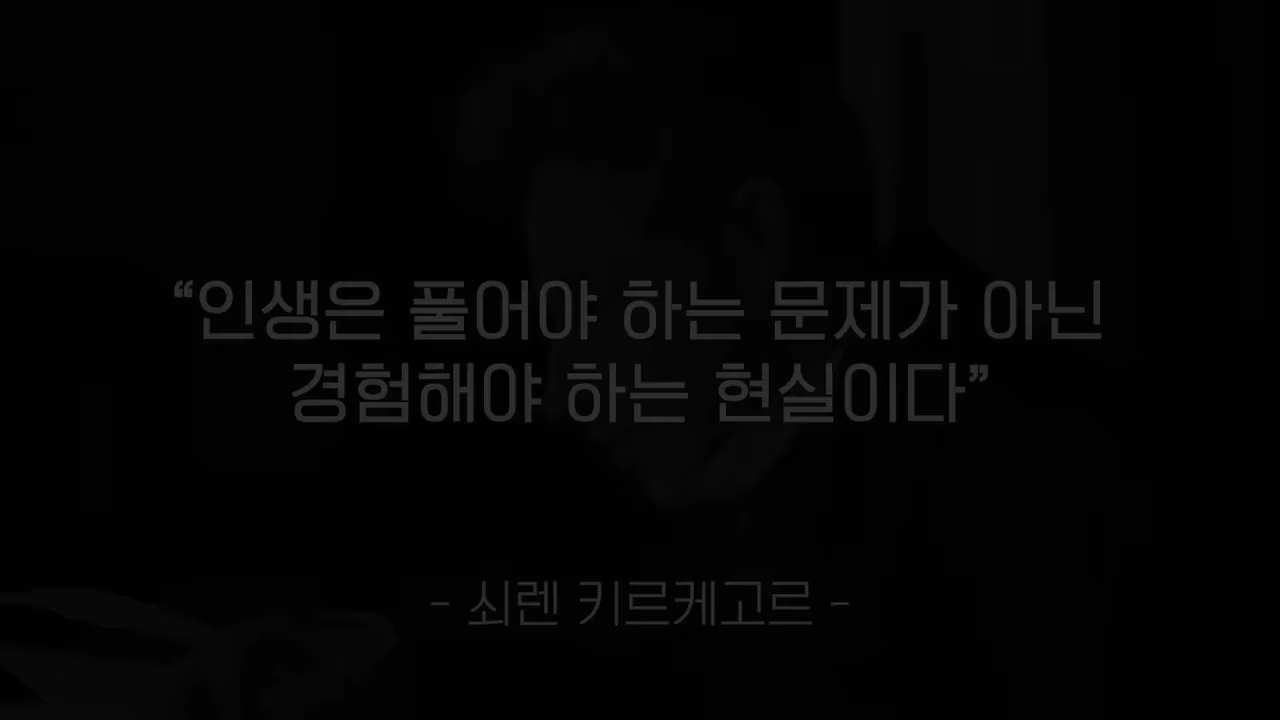 “인생은 풀어야 하는 문제가 아닌
경험해야 하는 현실이다”
- 쇠렌 키르케고르 -